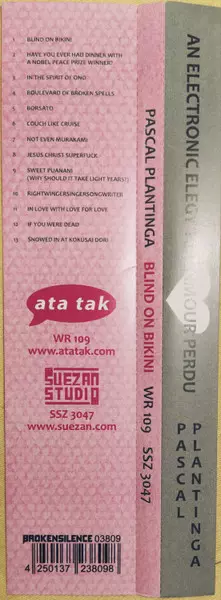 1 BLIND ON BIKINI
2 HAVE YOU EVER HAD DINNER WITH
A NOBEL PEACE PRIZE WINNER?
3 IN THE SPIRIT OF ONO
4 BOULEVARD OF BROKEN SPELLS
5 BORSATO
6 COUCH LIKE CRUISE
7 NOT EVEN MURAKAMI
8 JESUS CHRIST SUPERFUCK
9 SWEET PUANANI
(WHY SHOULD IT TAKE LIGHT YEARS?)
10 RIGHTWINGERSINGERSONGWRITER
11 IN LOVE WITH LOVE FOR LOVE
12 IF YOU WERE DEAD
13 SNOWED IN AT KOKUSAI DORI
ata tak
WR 109
www.atatak.com
SUEZAN
STUDIO
SSZ 3047
www.suezan.com
BROKENSILENCE 03809
4 250137 238098
PASCAL PLANTINGA BLIND ON BIKINI WR 109 SSZ 3047
AN ELECTRONIC ELEGY AMOUR PERDU
PASCAL
PLANTINGA